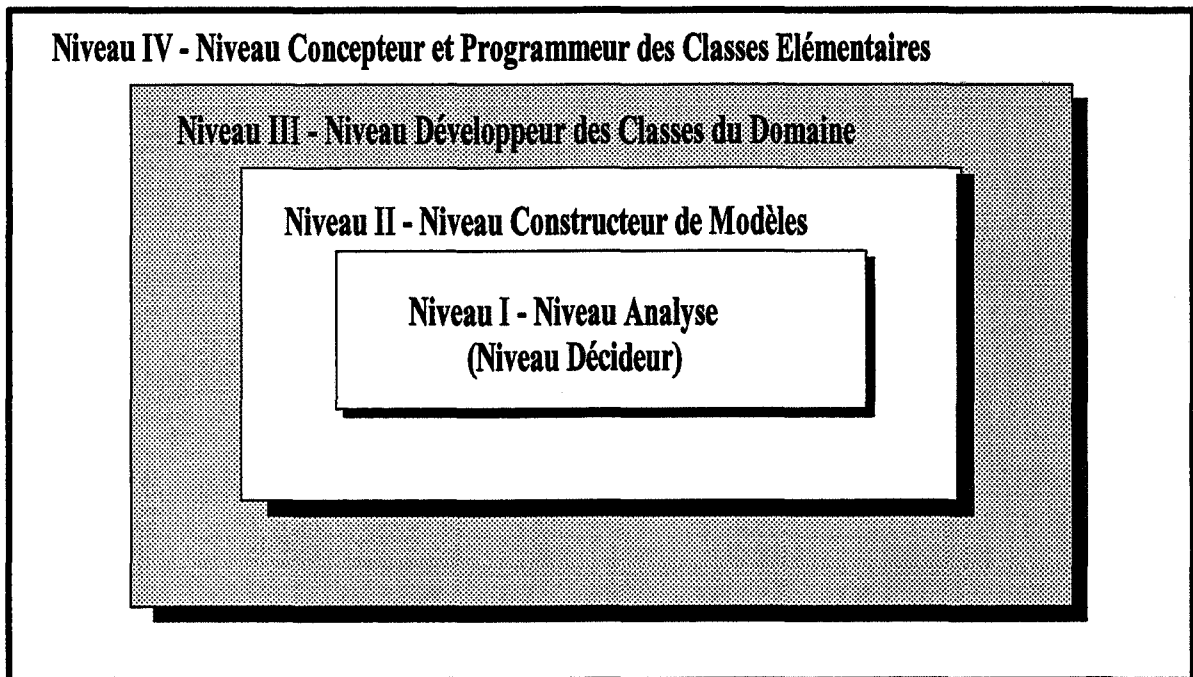 Niveau IV - Niveau Concepteur et Programmeur des Classes Elémentaires
Niveau III - Niveau Développeur des Classes du Domaine
Niveau II - Niveau Constructeur de Modèles
Niveau I - Niveau Analyse
(Niveau Décideur)